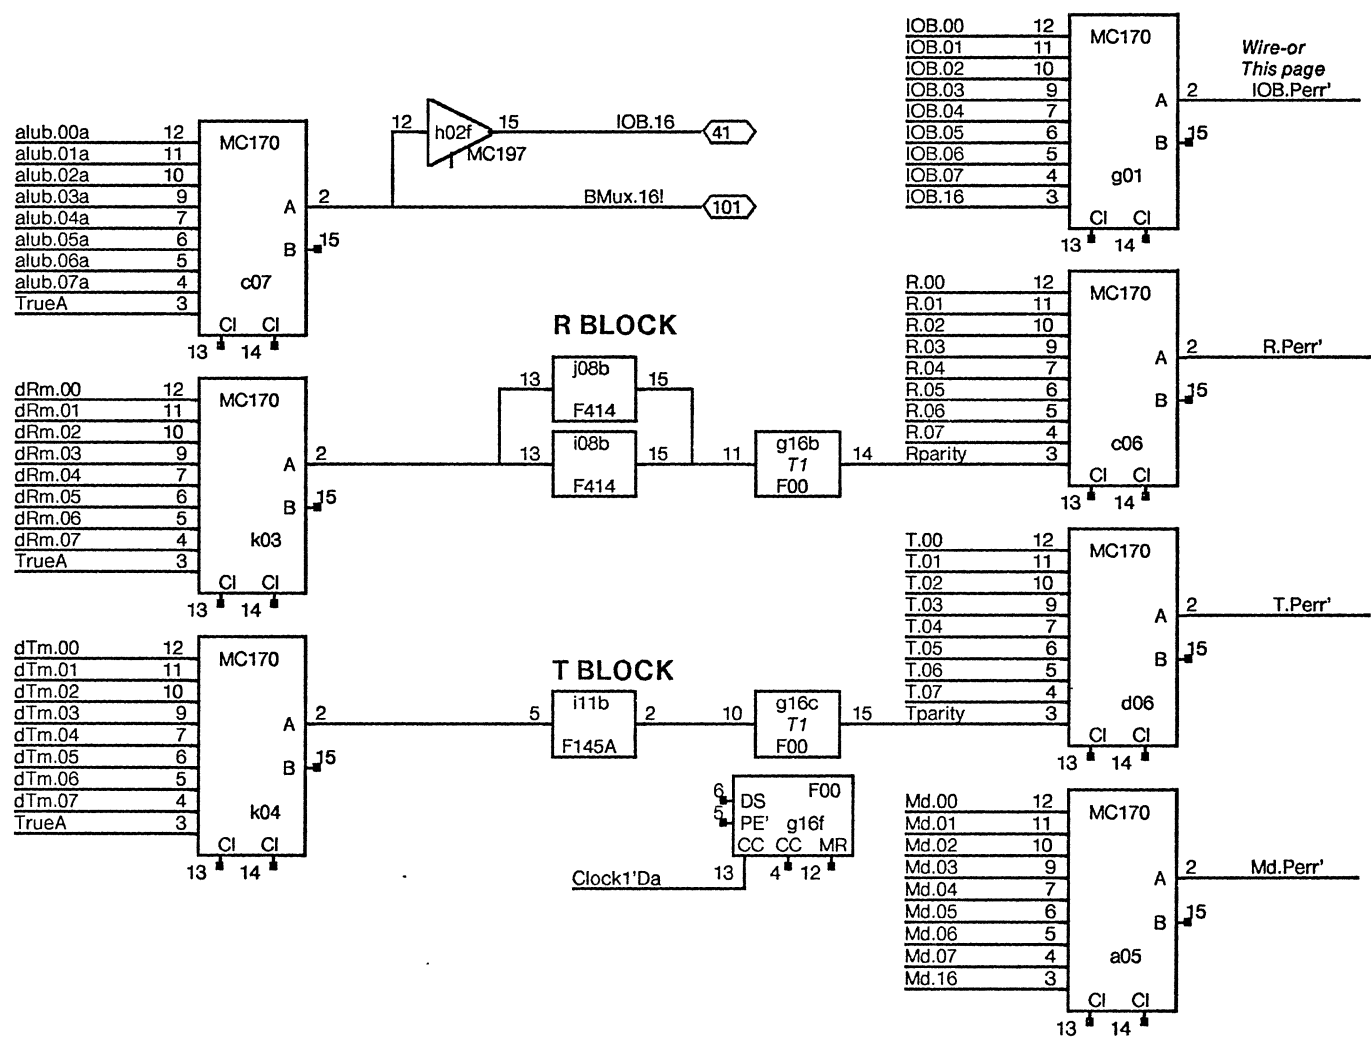 alub.00a 12
alub.01a 11
alub.02a 10
alub.03a 9
alub.04a 7
alub.05a 6
alub.06a 5
alub.07a 4
TrueA 3
MC170
A 2
B 15
c07
CI CI
13 14
12 h02f 15
MC197
IOB.16 41
BMux.16! 101
dRm.00 12
dRm.01 11
dRm.02 10
dRm.03 9
dRm.04 7
dRm.05 6
dRm.06 5
dRm.07 4
TrueA 3
MC170
A 2
B 15
k03
CI CI
13 14
R BLOCK
13 j08b 15
F414
13 i08b 15
F414
11 g16b 14
T1
F00
dTm.00 12
dTm.01 11
dTm.02 10
dTm.03 9
dTm.04 7
dTm.05 6
dTm.06 5
dTm.07 4
TrueA 3
MC170
A 2
B 15
k04
CI CI
13 14
T BLOCK
5 i11b 2
F145A
10 g16c 15
T1
F00
6 DS F00
5 PE' g16f
CC CC MR
13 4 12
Clock1'Da
IOB.00 12
IOB.01 11
IOB.02 10
IOB.03 9
IOB.04 7
IOB.05 6
IOB.06 5
IOB.07 4
IOB.16 3
MC170
A 2
B 15
g01
CI CI
13 14
Wire-or
This page
IOB.Perr'
R.00 12
R.01 11
R.02 10
R.03 9
R.04 7
R.05 6
R.06 5
R.07 4
Rparity 3
MC170
A 2
B 15
c06
CI CI
13 14
R.Perr'
T.00 12
T.01 11
T.02 10
T.03 9
T.04 7
T.05 6
T.06 5
T.07 4
Tparity 3
MC170
A 2
B 15
d06
CI CI
13 14
T.Perr'
Md.00 12
Md.01 11
Md.02 10
Md.03 9
Md.04 7
Md.05 6
Md.06 5
Md.07 4
Md.16 3
MC170
A 2
B 15
a05
CI CI
13 14
Md.Perr'